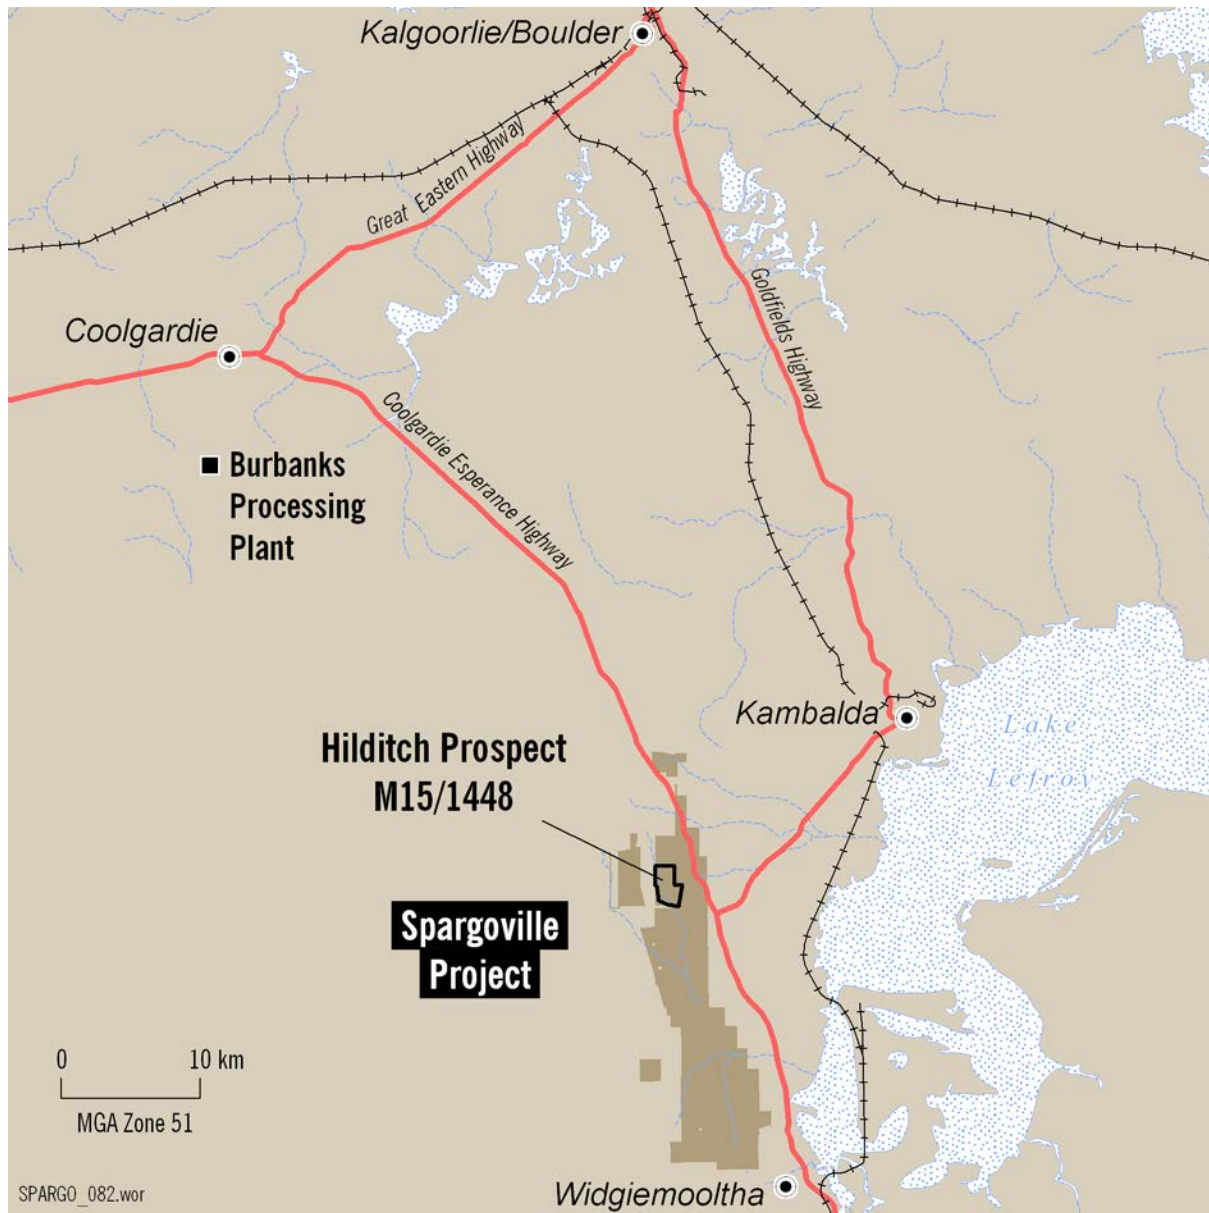 Kalgoorlie/Boulder
Great Eastern Highway
Goldfields Highway
Coolgardie
Coolgardie Esperance Highway
Burbanks
Processing
Plant
Kambalda
Lake
Lefroy
Hilditch Prospect
M15/1448
Spargoville
Project
0 10 km
MGA Zone 51
SPARGO_082.wor
Widgiemooltha